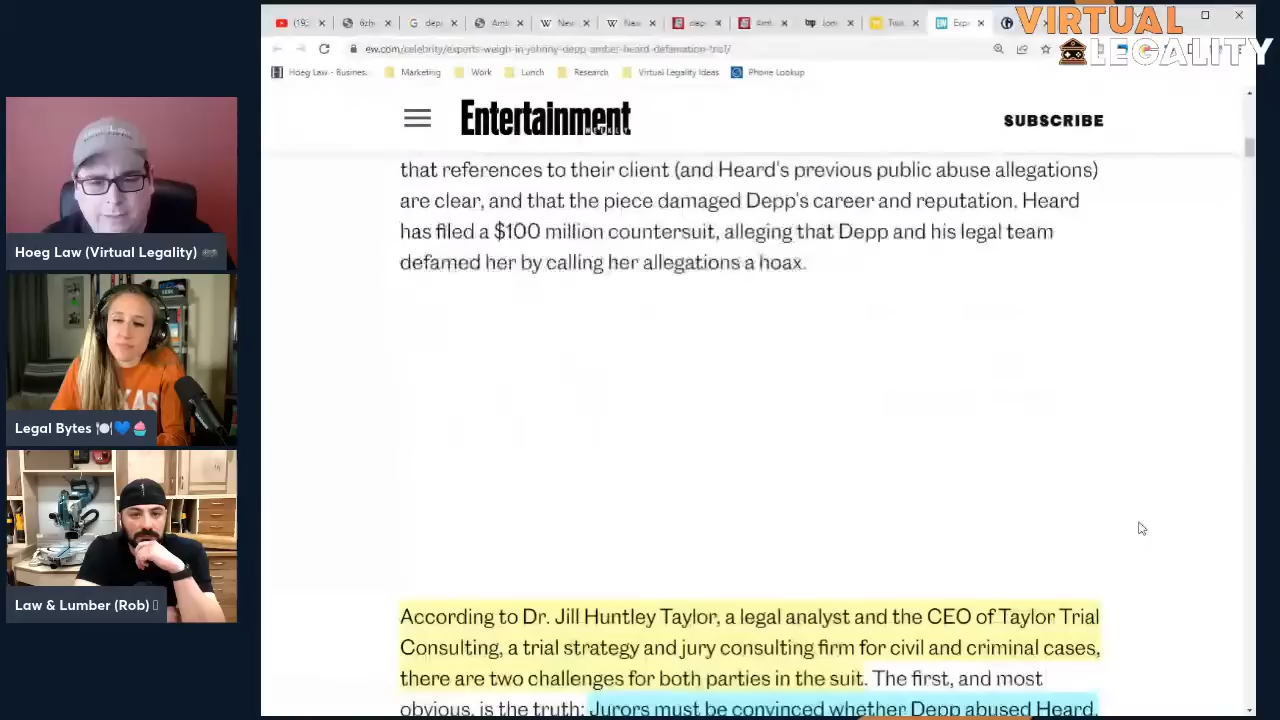 VIRTUAL
LEGALITY
ew.com/celebrity/experts-weigh-in-johnny-depp-amber-heard-defamation-trial/
Hoeg Law - Busines..
Marketing
Work
Lunch
Research
Virtual Legality Ideas
Phone Lookup
Entertainment
WEEKLY
SUBSCRIBE
that references to their client (and Heard's previous public abuse allegations)
are clear, and that the piece damaged Depp's career and reputation. Heard
has filed a $100 million countersuit, alleging that Depp and his legal team
defamed her by calling her allegations a hoax.
According to Dr. Jill Huntley Taylor, a legal analyst and the CEO of Taylor Trial
Consulting, a trial strategy and jury consulting firm for civil and criminal cases,
there are two challenges for both parties in the suit. The first, and most
obvious, is the truth: Jurors must be convinced whether Depp abused Heard,
Hoeg Law (Virtual Legality)
Legal Bytes
Law & Lumber (Rob)